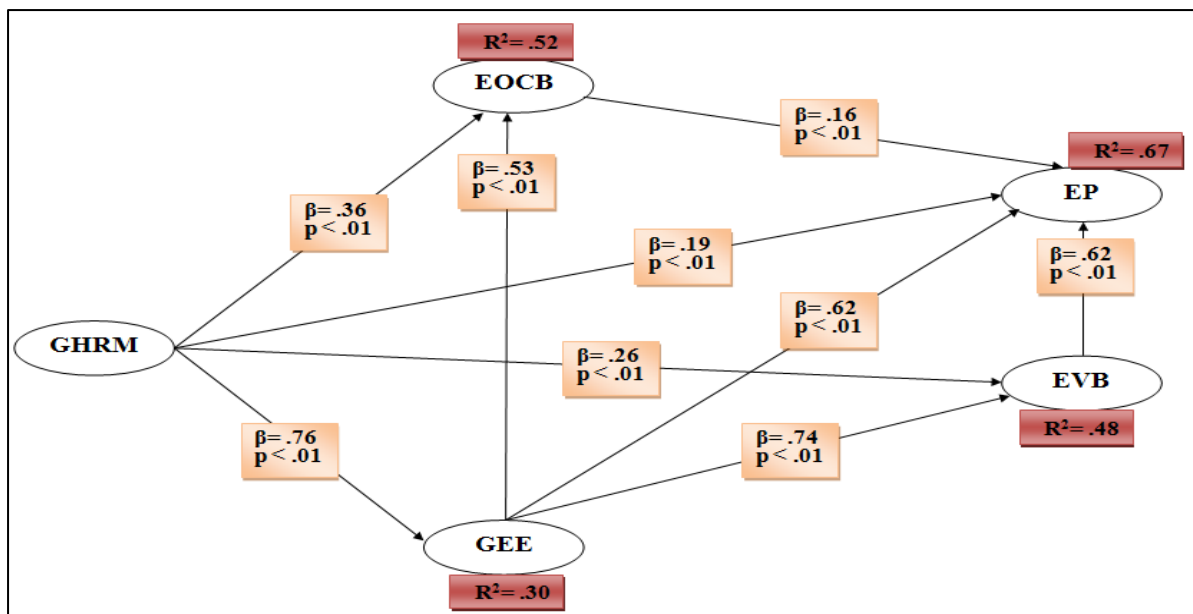 R²= .52
EOCB
β= .16
p < .01
R²= .67
β= .53
p < .01
EP
β= .36
p < .01
β= .19
p < .01
β= .62
p < .01
β= .62
p < .01
GHRM
β= .26
p < .01
EVB
β= .76
p < .01
β= .74
p < .01
R²= .48
GEE
R²= .30